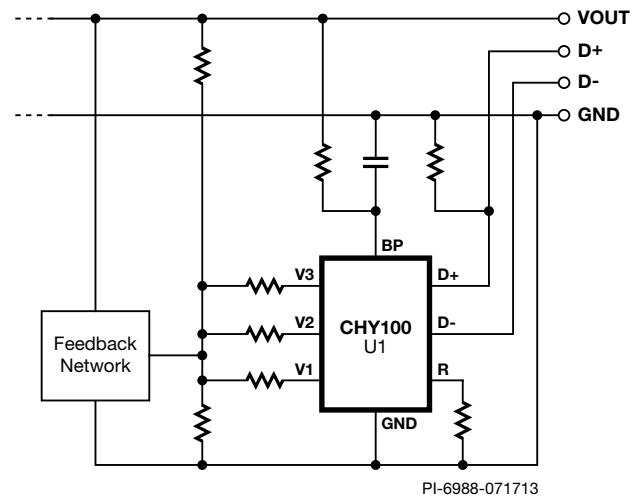 VOUT
D+
D-
GND
BP
V3
D+
V2
CHY100
D-
U1
Feedback
Network
V1
R
GND
PI-6988-071713